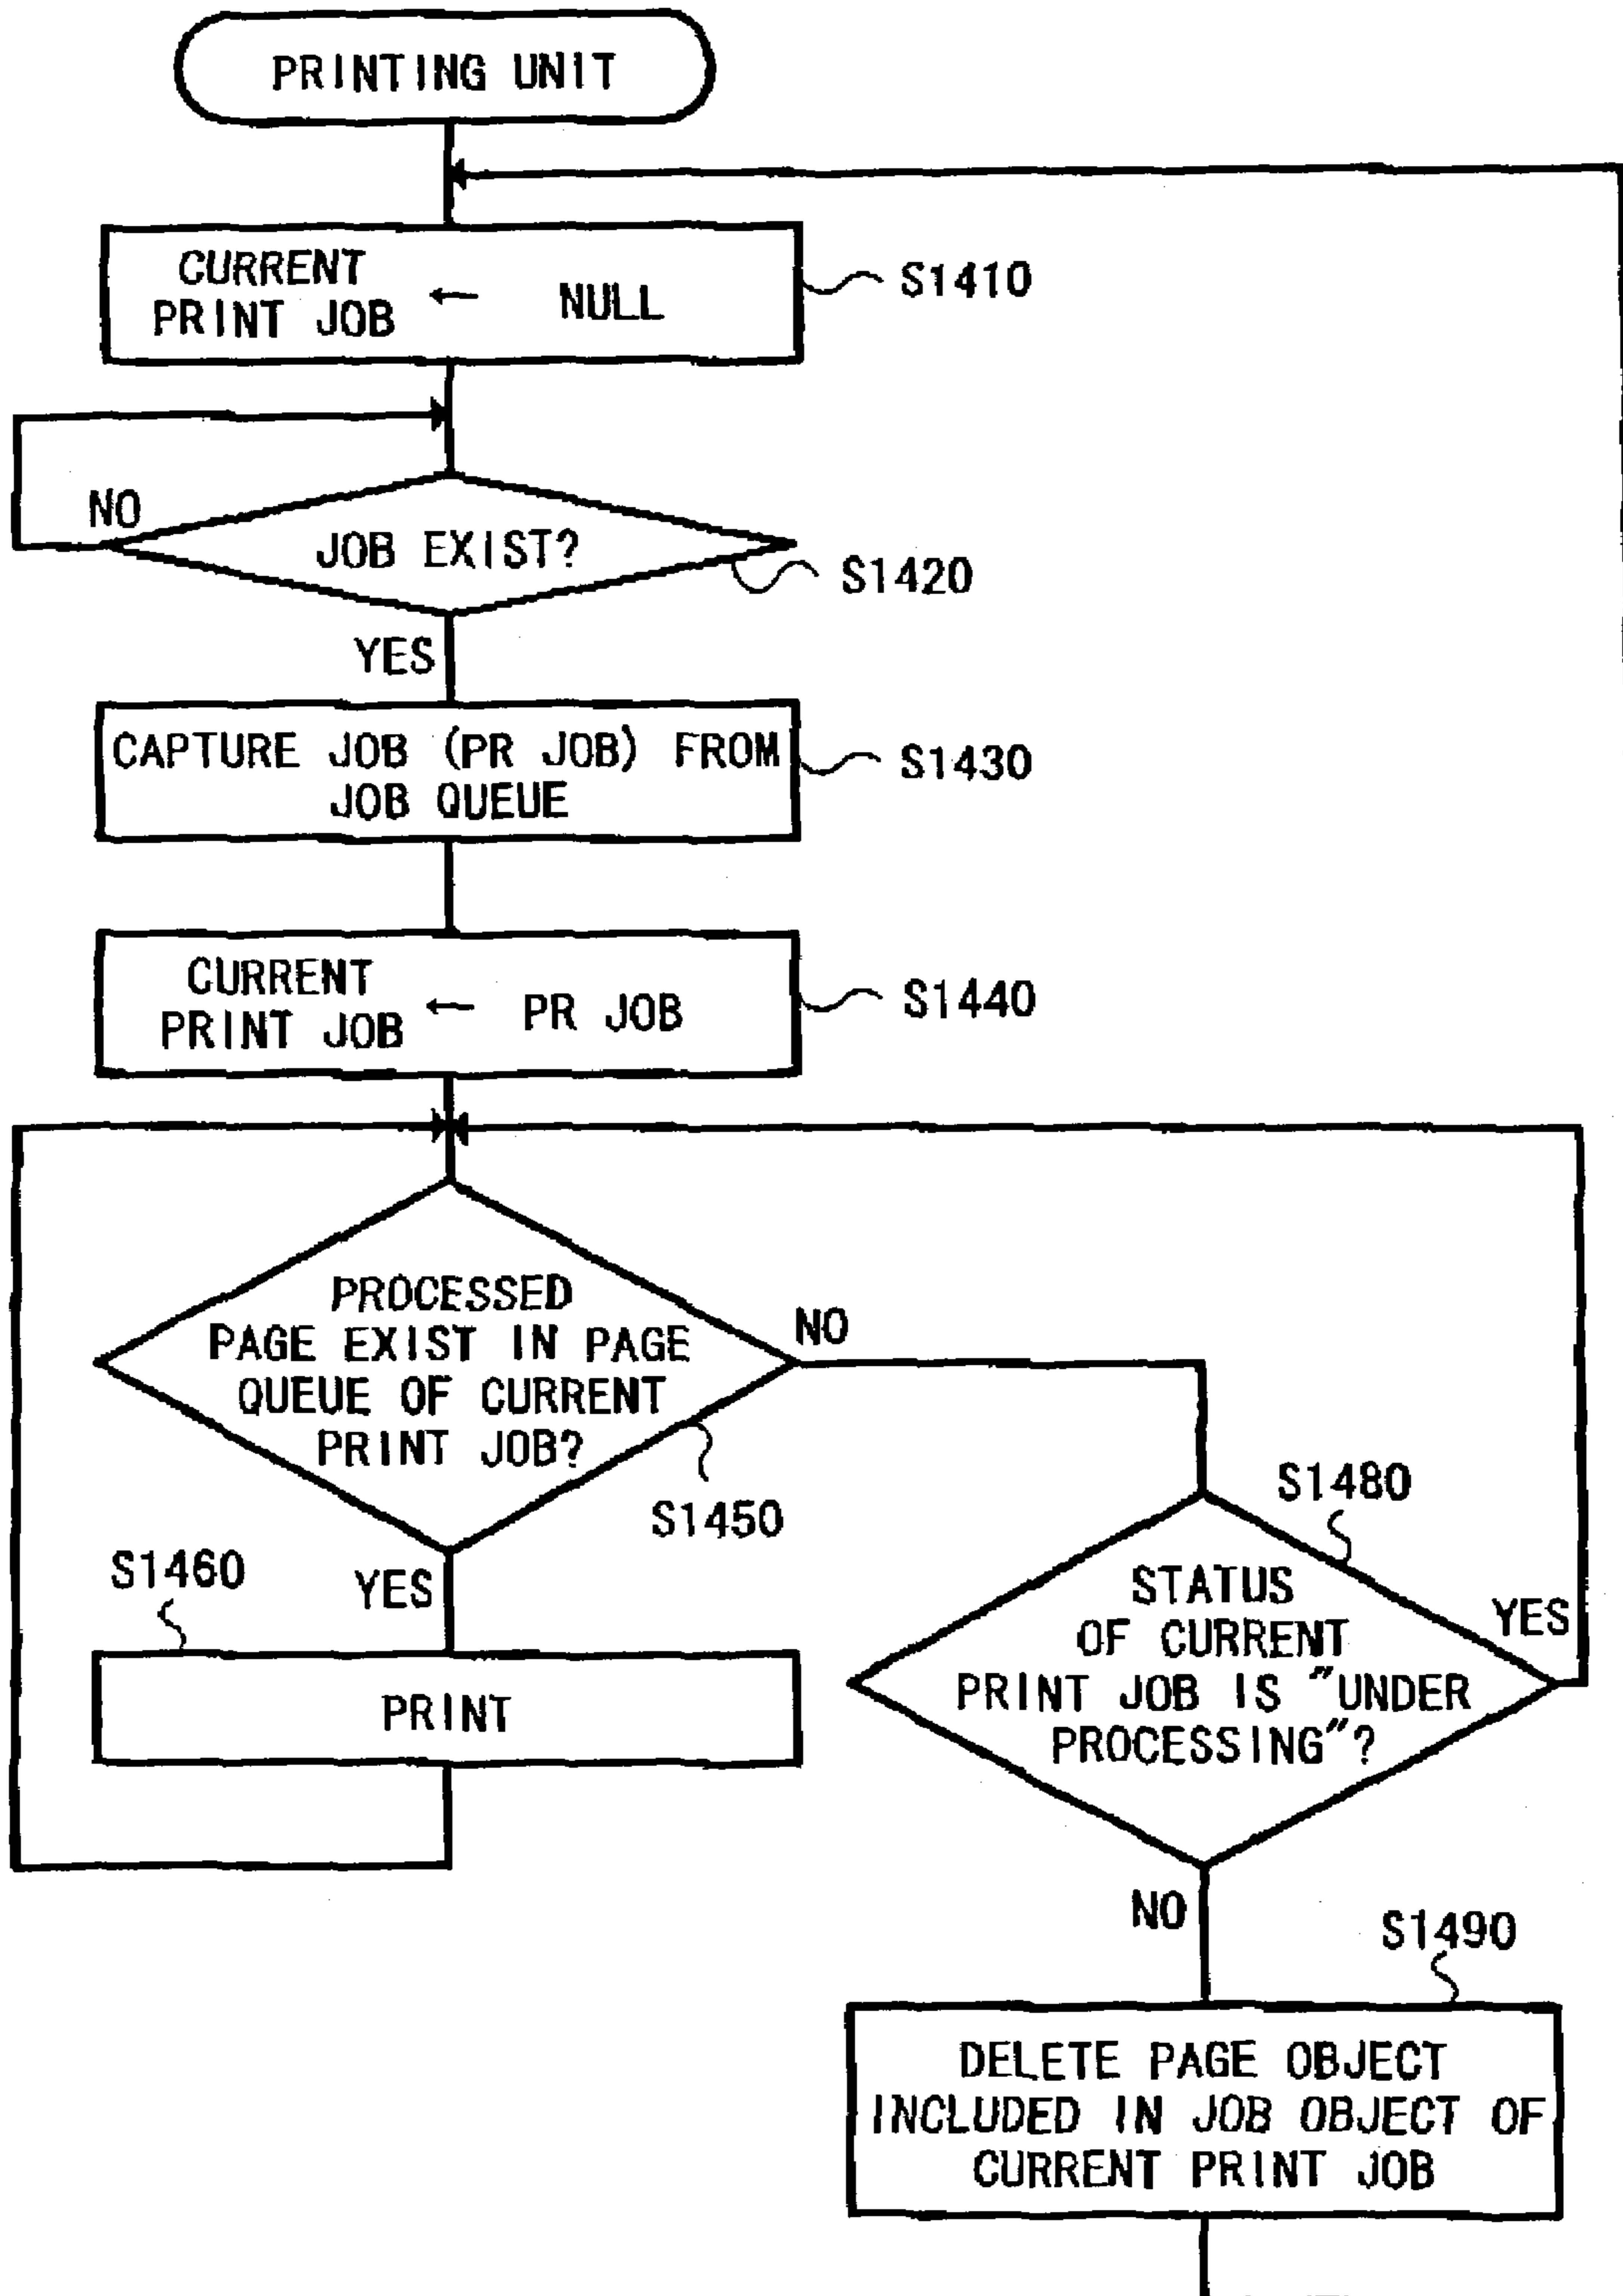 PRINTING UNIT
CURRENT
PRINT JOB ← NULL
S1410
NO
JOB EXIST?
S1420
YES
CAPTURE JOB (PR JOB) FROM
JOB QUEUE
S1430
CURRENT
PRINT JOB ← PR JOB
S1440
PROCESSED
PAGE EXIST IN PAGE
QUEUE OF CURRENT
PRINT JOB?
NO
S1450
YES
S1460
PRINT
S1480
STATUS
OF CURRENT
PRINT JOB IS "UNDER
PROCESSING"?
YES
NO
S1490
DELETE PAGE OBJECT
INCLUDED IN JOB OBJECT OF
CURRENT PRINT JOB